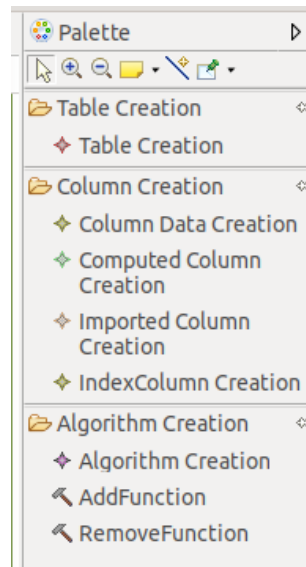 Palette
Table Creation
Table Creation
Column Creation
Column Data Creation
Computed Column
Creation
Imported Column
Creation
IndexColumn Creation
Algorithm Creation
Algorithm Creation
AddFunction
RemoveFunction